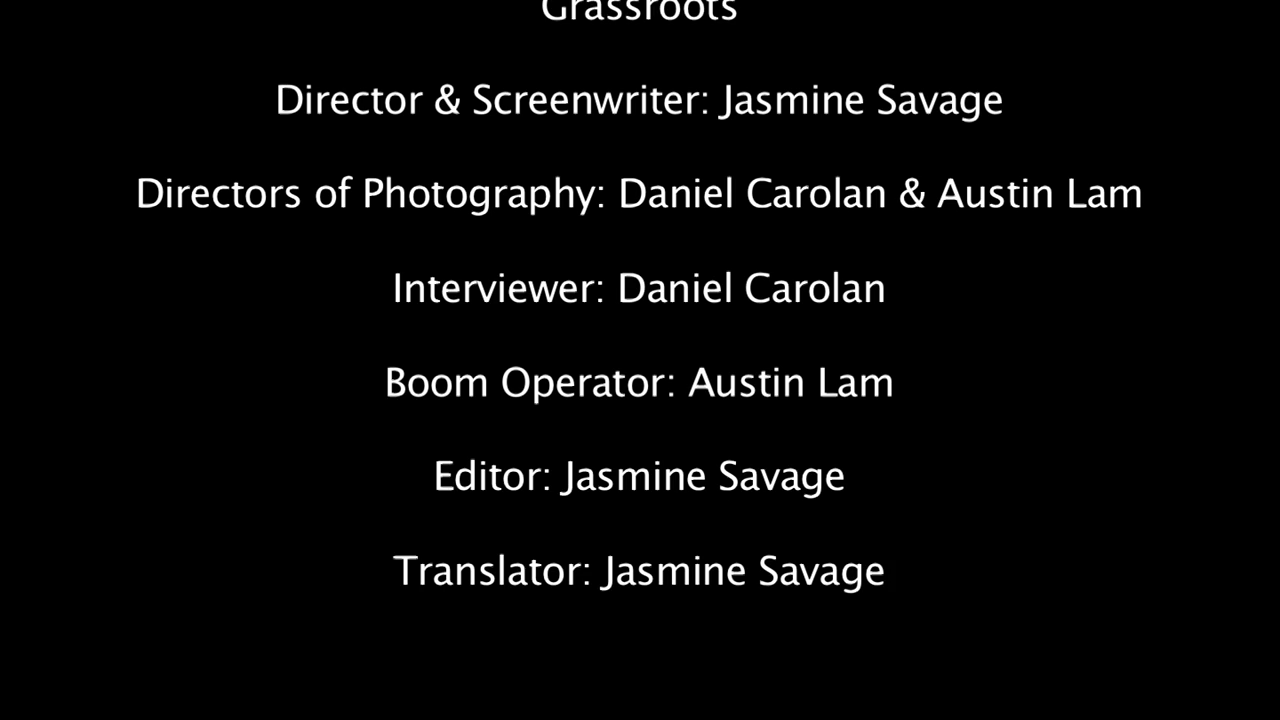 Grassroots
Director & Screenwriter: Jasmine Savage
Directors of Photography: Daniel Carolan & Austin Lam
Interviewer: Daniel Carolan
Boom Operator: Austin Lam
Editor: Jasmine Savage
Translator: Jasmine Savage